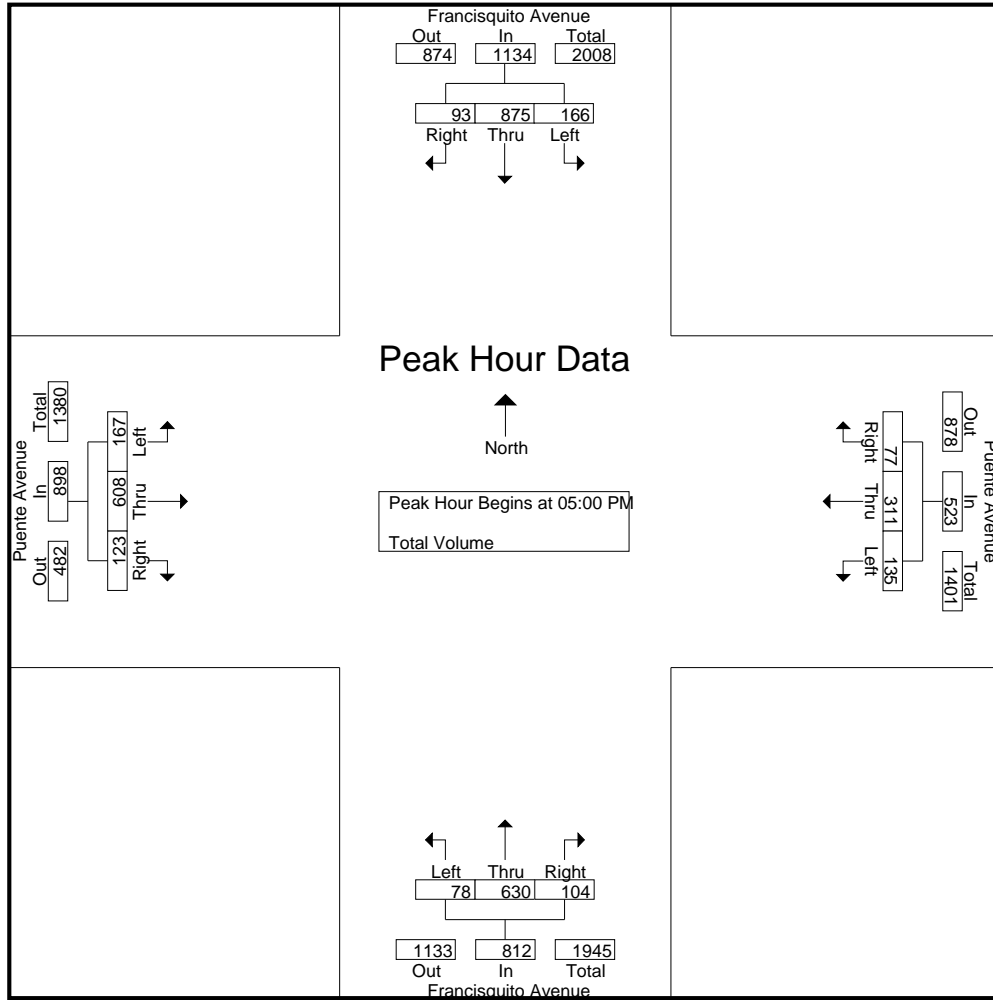 Francisquito Avenue
Out In Total
874 1134 2008
93 875 166
Right Thru Left
Peak Hour Data
North
Peak Hour Begins at 05:00 PM
Total Volume
Puente Avenue
Total In Out
1380 898 482
167 608 123
Left Thru Right
Right Thru Left
77 311 135
878 523 1401
Out In Total
Puente Avenue
Left Thru Right
78 630 104
1133 812 1945
Out In Total
Francisquito Avenue